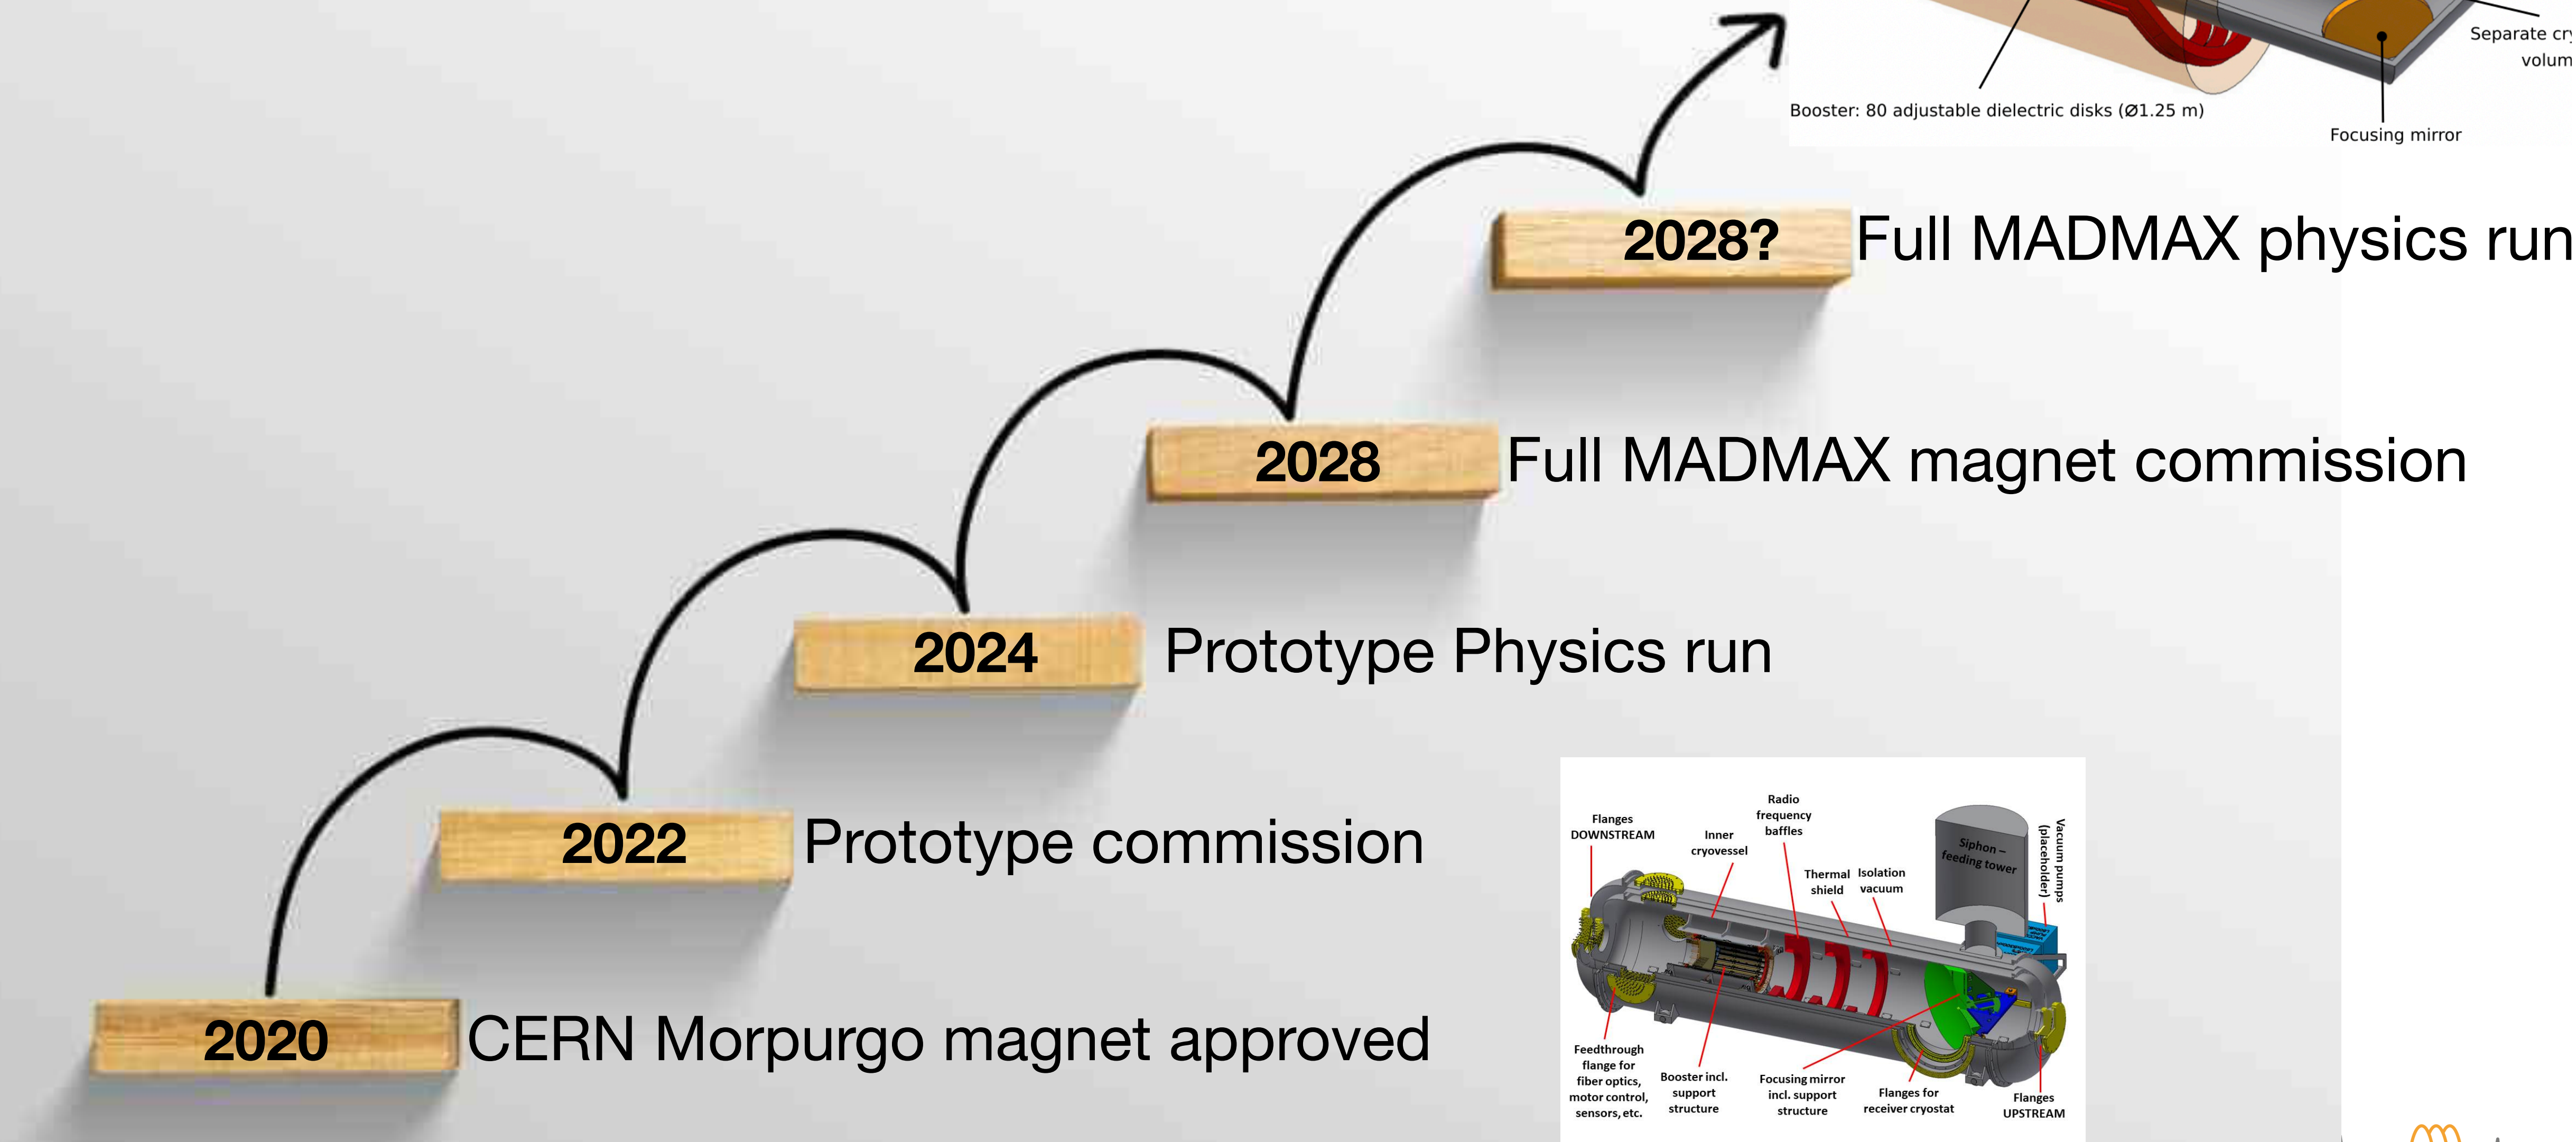 Separate
Booster: 80 adjustable dielectric disks (Ø1.25 m)
Focusing mirror
2028? Full MADMAX physics run
2028 Full MADMAX magnet commission
2024 Prototype Physics run
2022 Prototype commission
2020 CERN Morpurgo magnet approved
Flanges
DOWNSTREAM
Inner
cryovessel
Radio
frequency
baffles
Thermal
shield
Isolation
vacuum
Siphon –
feeding tower
Vacuum pumps
(placeholder)
Feedthrough
flange for
fiber optics,
motor control,
sensors, etc.
Booster incl.
support
structure
Focusing mirror
incl. support
structure
Flanges for
receiver cryostat
Flanges
UPSTREAM